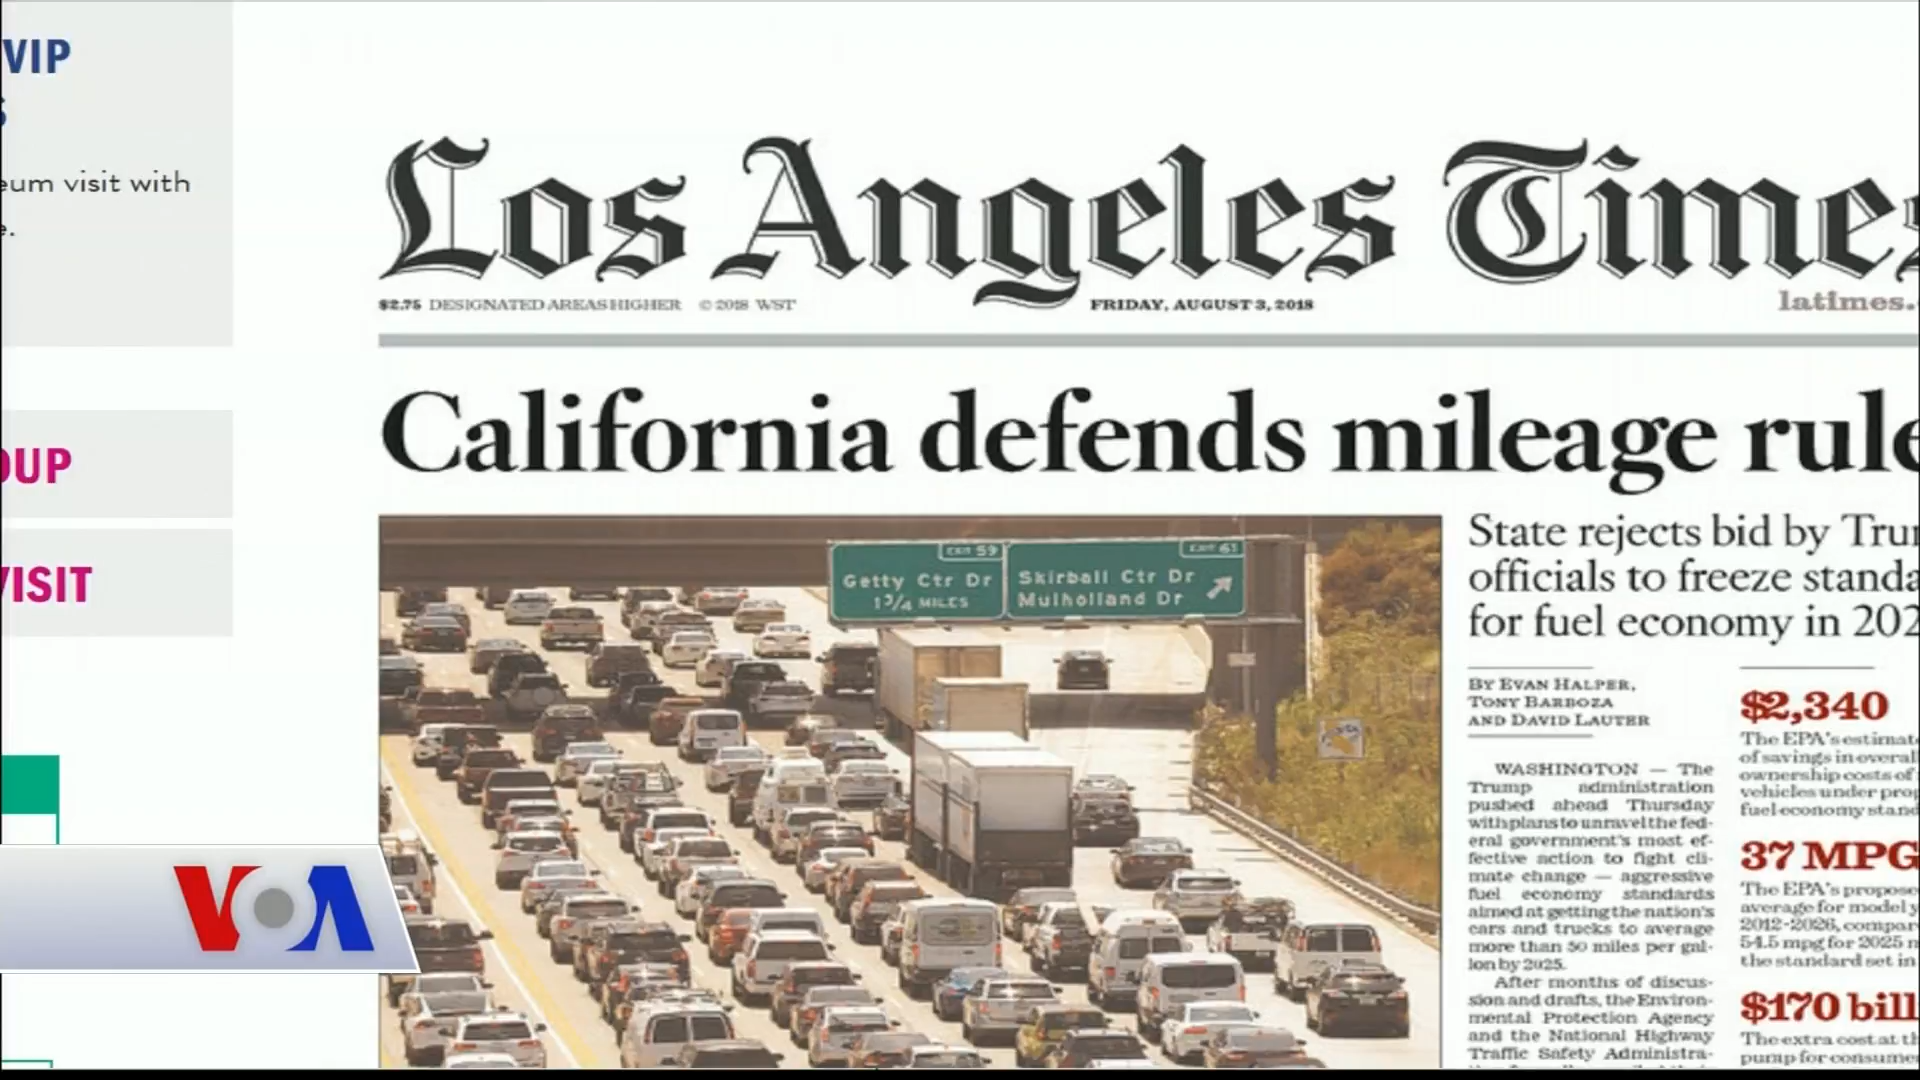 VIP
eum visit with
e.
OUP
VISIT
Los Angeles Times
$2.75 DESIGNATED AREAS HIGHER © 2018 WST
FRIDAY, AUGUST 3, 2018
latimes.
California defends mileage rule
EXIT 59
Getty Ctr Dr
1 3/4 MILES
EXIT 61
Skirball Ctr Dr
Mulholland Dr
State rejects bid by Trum
officials to freeze standa
for fuel economy in 202
BY EVAN HALPER,
TONY BARBOZA
AND DAVID LAUTER
WASHINGTON — The
Trump administration
pushed ahead Thursday
with plans to unravel the fed-
eral government's most ef-
fective action to fight cli-
mate change — aggressive
fuel economy standards
aimed at getting the nation's
cars and trucks to average
more than 50 miles per gal-
lon by 2025.
After months of discus-
sion and drafts, the Environ-
mental Protection Agency
and the National Highway
Traffic Safety Administra-
$2,340
The EPA's estimate
of savings in overall
ownership costs of
vehicles under prop
fuel economy stand
37 MPG
The EPA's propose
average for model y
2012-2026, compar
54.5 mpg for 2025 m
the standard set in
$170 bill
The extra cost at th
pump for consume
VOA